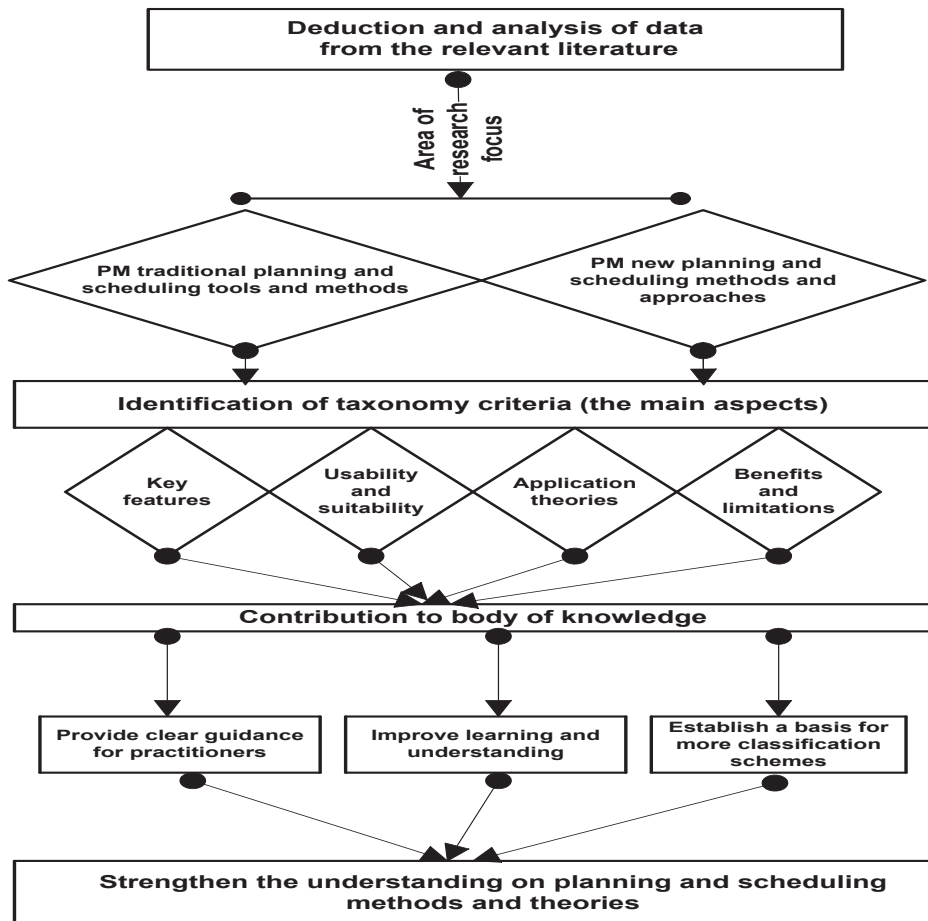 Deduction and analysis of data
from the relevant literature
Area of
research
focus
PM traditional planning and
scheduling tools and methods
PM new planning and
scheduling methods and
approaches
Identification of taxonomy criteria (the main aspects)
Key
features
Usability
and
suitability
Application
theories
Benefits
and
limitations
Contribution to body of knowledge
Provide clear guidance
for practitioners
Improve learning and
understanding
Establish a basis for
more classification
schemes
Strengthen the understanding on planning and scheduling
methods and theories